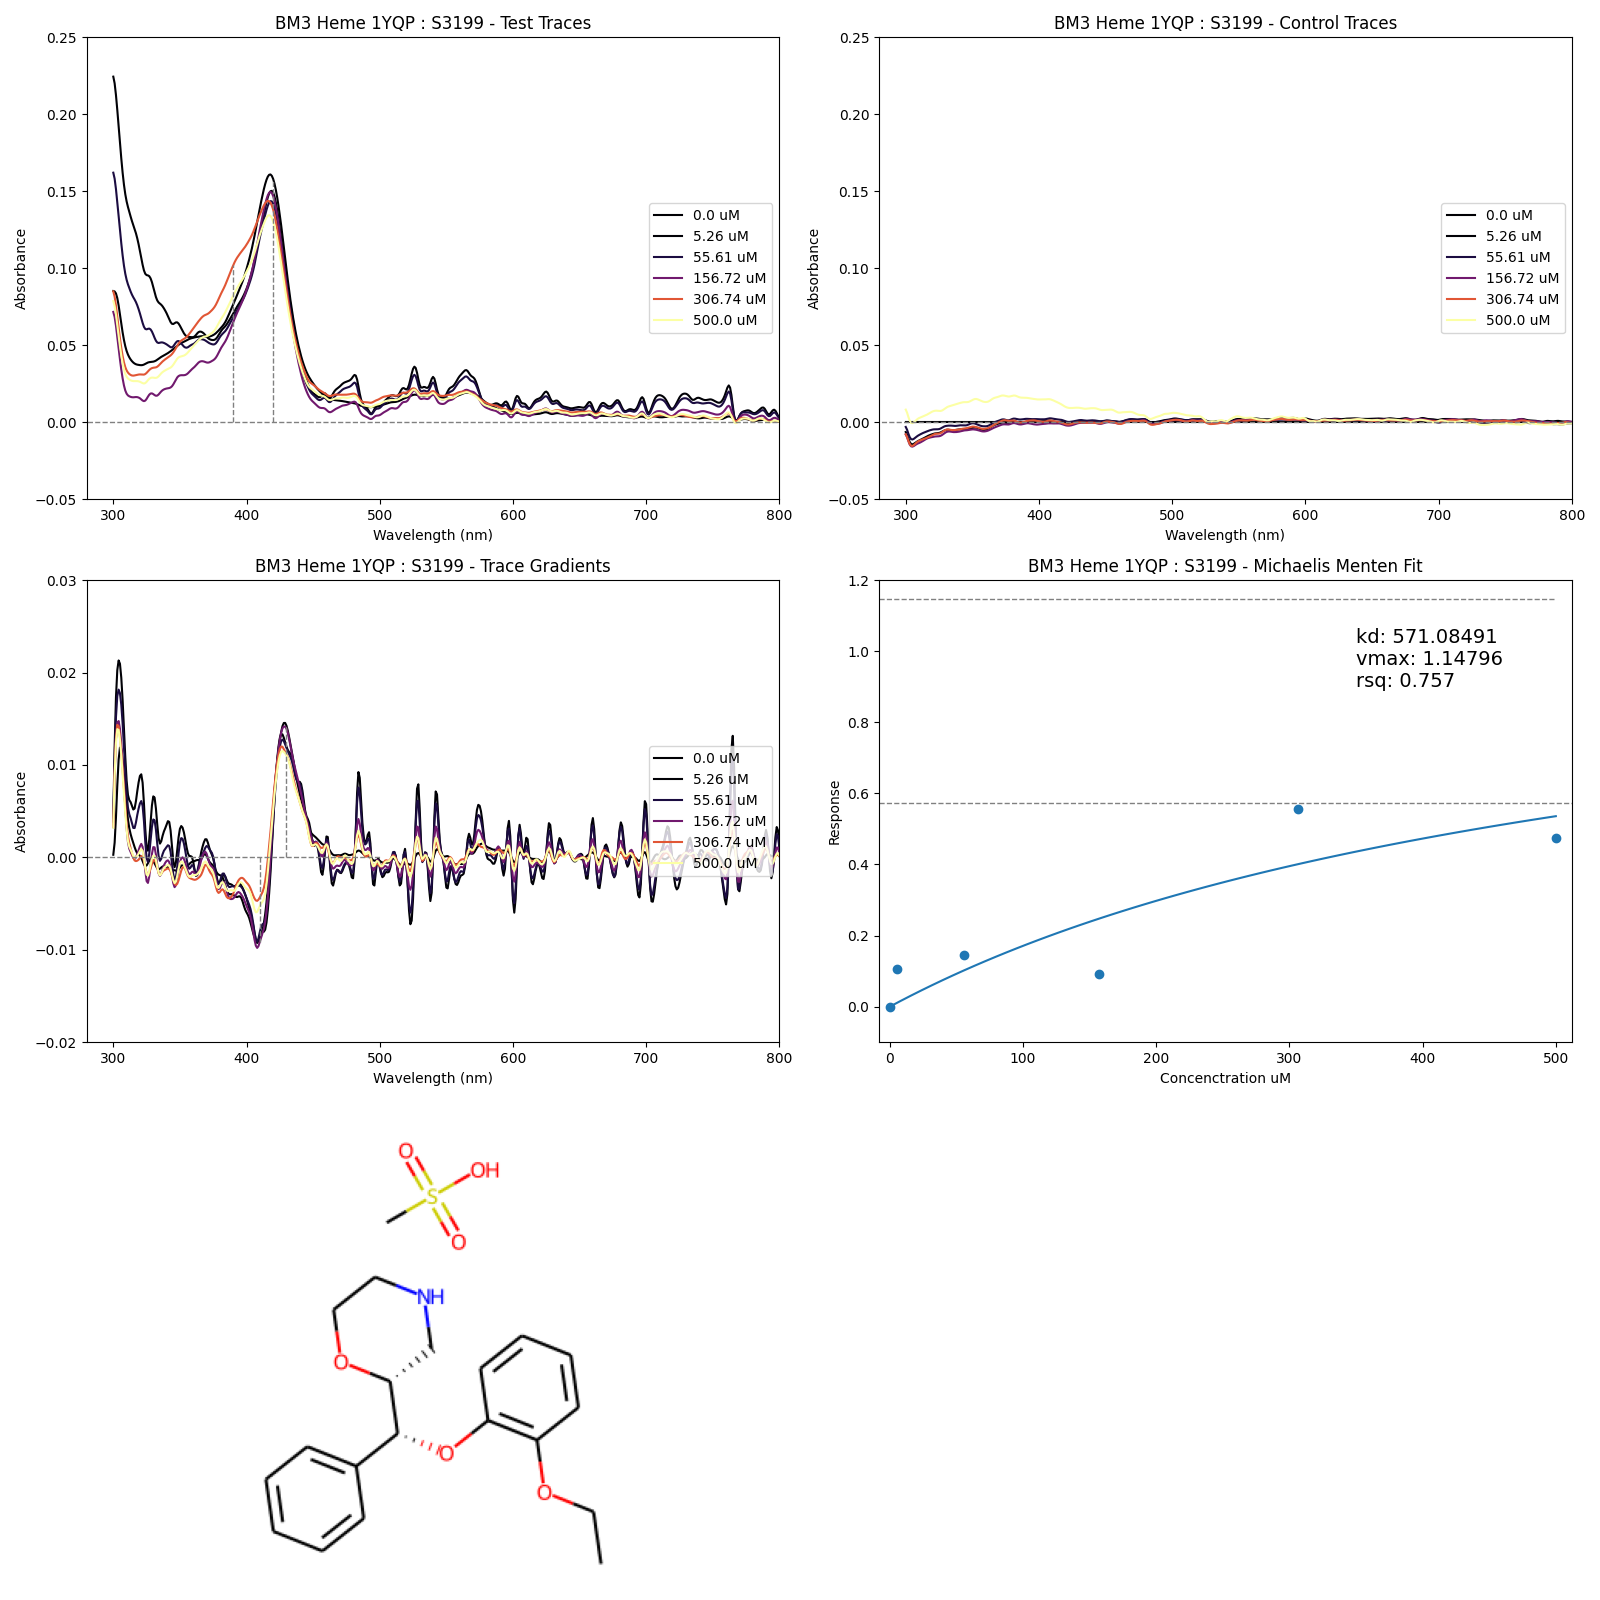 BM3 Heme 1YQP : S3199 - Test Traces
0.25
0.20
0.15
0.10
0.05
0.00
−0.05
Absorbance
300 400 500 600 700 800
Wavelength (nm)
0.0 uM
5.26 uM
55.61 uM
156.72 uM
306.74 uM
500.0 uM
BM3 Heme 1YQP : S3199 - Control Traces
0.25
0.20
0.15
0.10
0.05
0.00
−0.05
Absorbance
300 400 500 600 700 800
Wavelength (nm)
0.0 uM
5.26 uM
55.61 uM
156.72 uM
306.74 uM
500.0 uM
BM3 Heme 1YQP : S3199 - Trace Gradients
0.03
0.02
0.01
0.00
−0.01
−0.02
Absorbance
300 400 500 600 700 800
Wavelength (nm)
0.0 uM
5.26 uM
55.61 uM
156.72 uM
306.74 uM
500.0 uM
BM3 Heme 1YQP : S3199 - Michaelis Menten Fit
1.2
1.0
0.8
0.6
0.4
0.2
0.0
Response
0 100 200 300 400 500
Concenctration uM
kd: 571.08491
vmax: 1.14796
rsq: 0.757
O
OH
S
O
NH
O
O
O